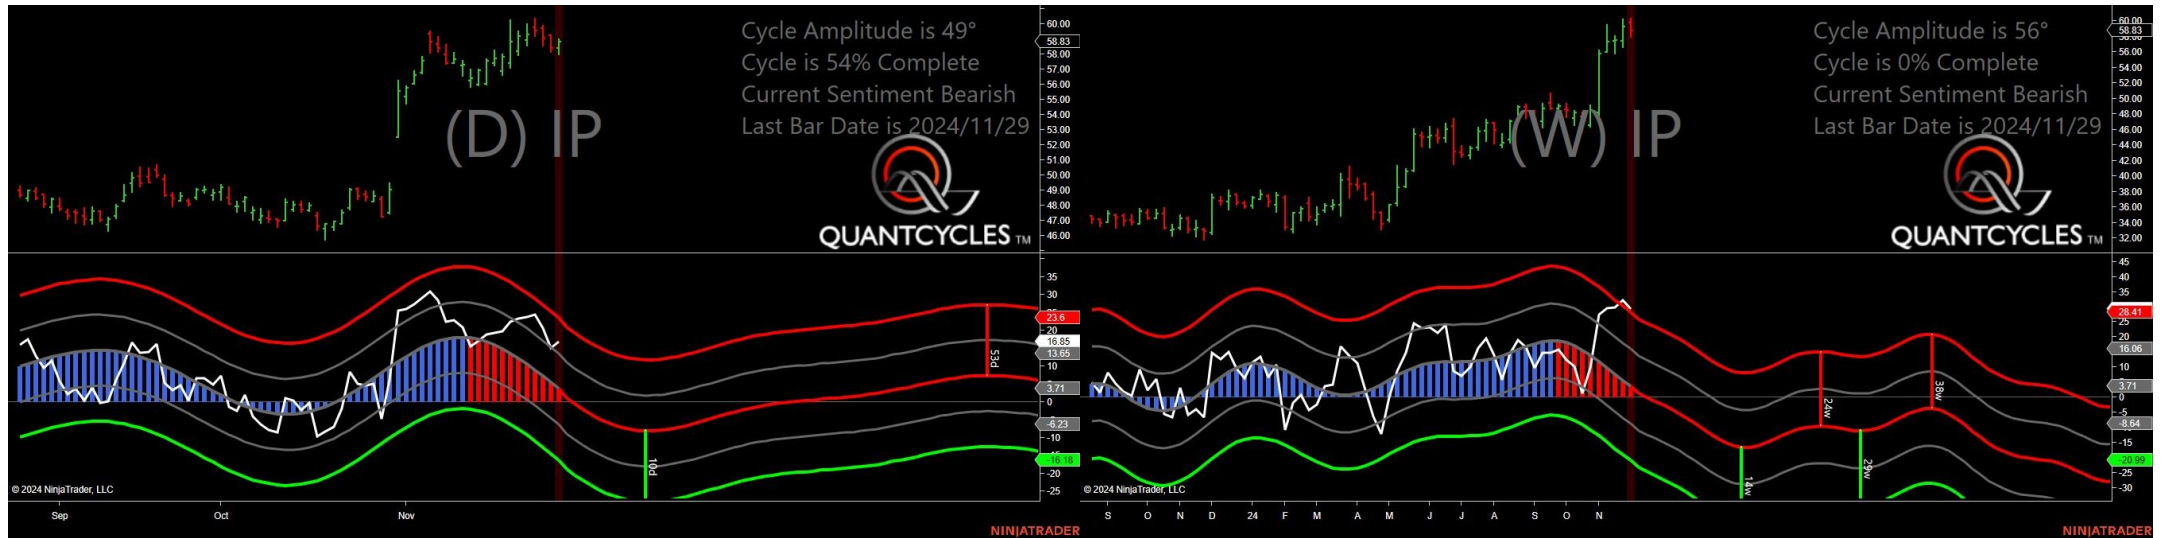 Cycle Amplitude is 49°
Cycle is 54% Complete
Current Sentiment Bearish
Last Bar Date is 2024/11/29
(D) IP
QUANTCYCLES TM
60.00
58.83
58.00
57.00
56.00
55.00
54.00
53.00
52.00
51.00
50.00
49.00
48.00
47.00
46.00
35
30
23.6
20
16.85
13.65
10
5
3.71
0
-6.23
-10
-16.18
-20
-25
53d
10d
© 2024 NinjaTrader, LLC
Sep Oct Nov
NINJATRADER
Cycle Amplitude is 56°
Cycle is 0% Complete
Current Sentiment Bearish
Last Bar Date is 2024/11/29
(W) IP
QUANTCYCLES TM
60.00
58.83
56.00
54.00
52.00
50.00
48.00
46.00
44.00
42.00
40.00
38.00
36.00
34.00
32.00
45
40
35
28.41
25
20
16.06
10
3.71
0
-5
-8.64
-15
-20.99
-25
-30
24w
38w
14w
29w
© 2024 NinjaTrader, LLC
S O N D 24 F M A M J J A S O N
NINJATRADER